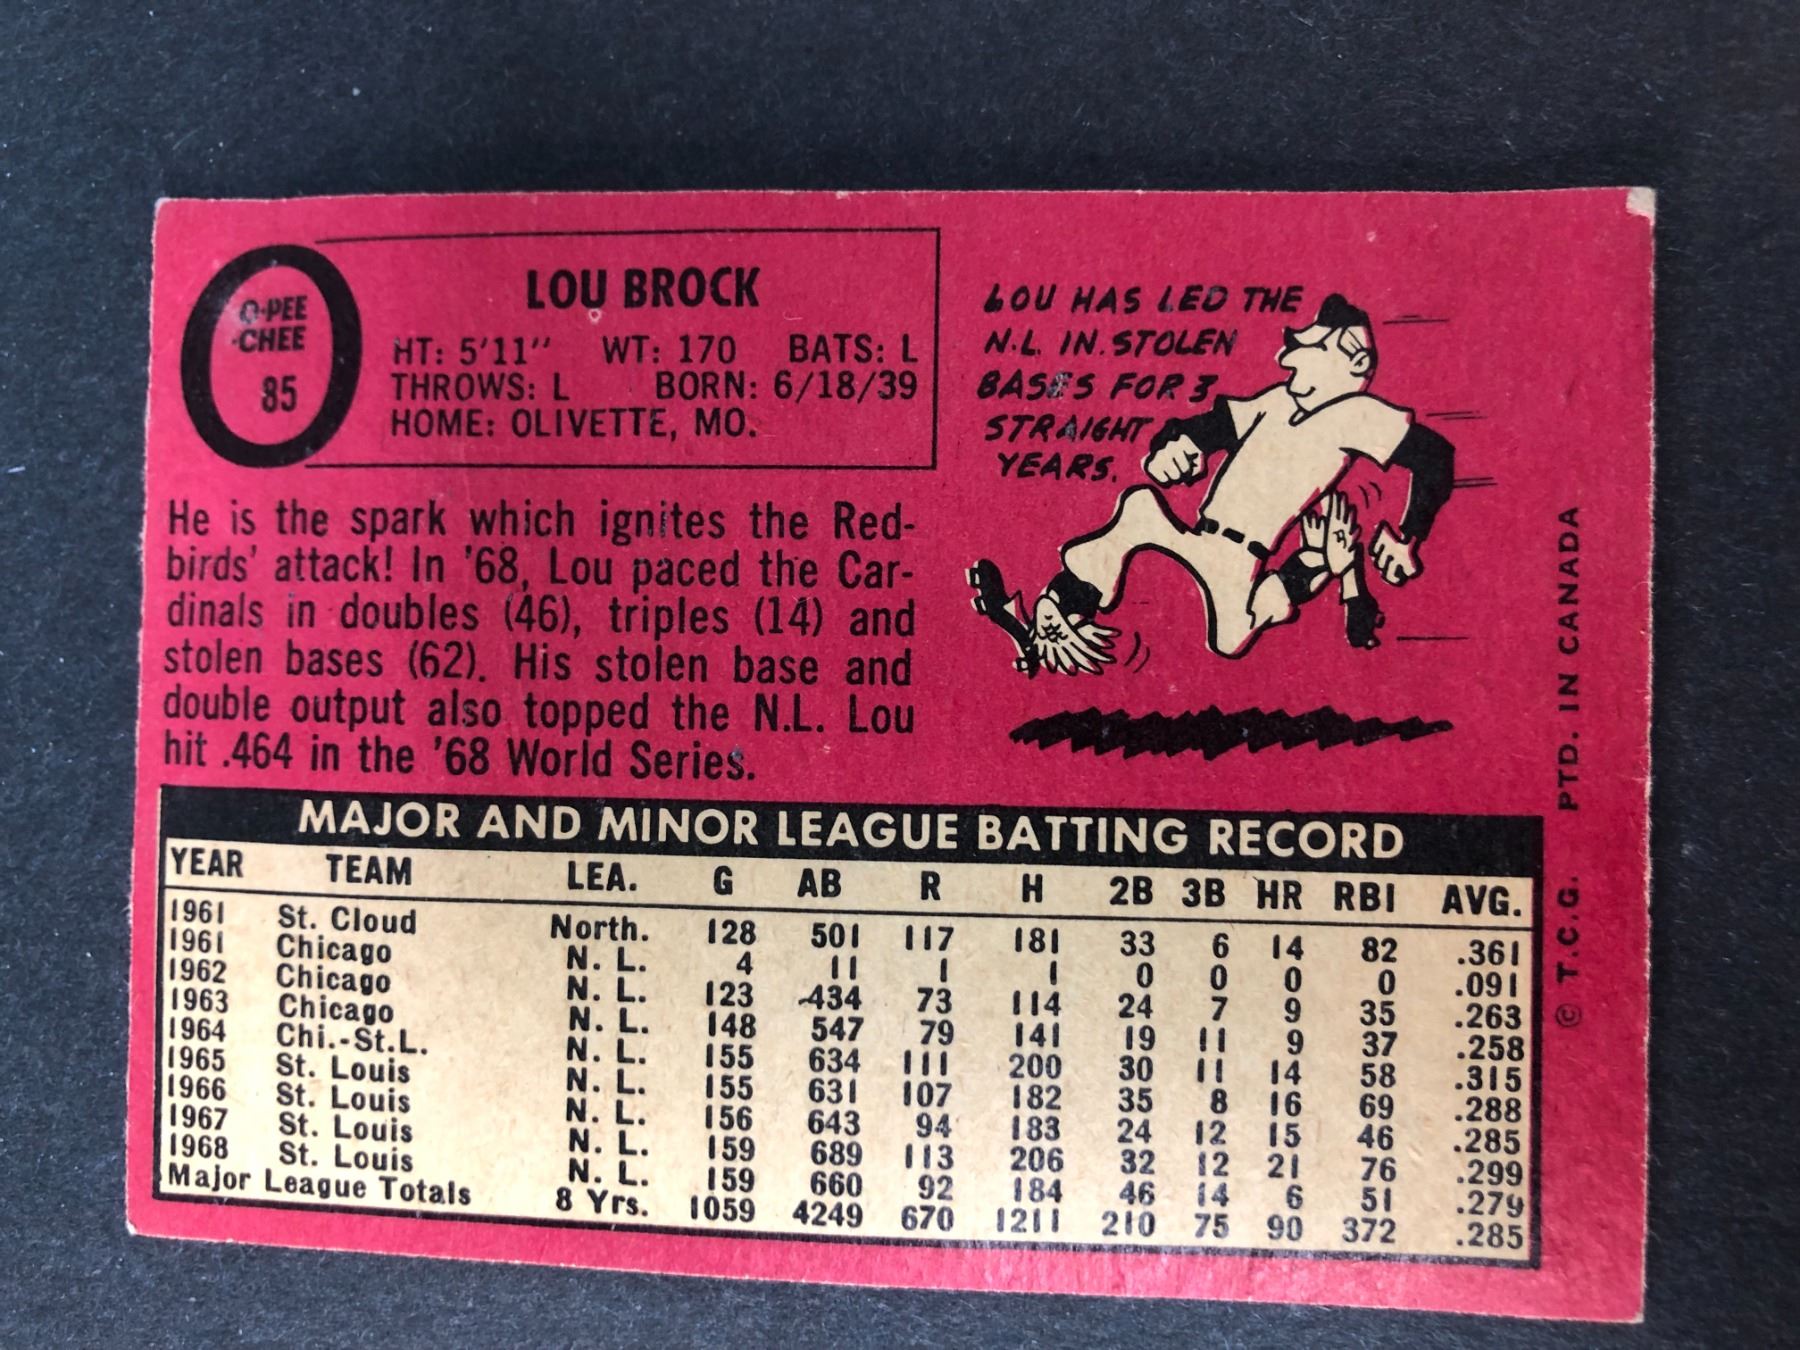 O-PEE
-CHEE
85
LOU BROCK
HT: 5'11" WT: 170 BATS: L
THROWS: L BORN: 6/18/39
HOME: OLIVETTE, MO.
LOU HAS LED THE
N.L. IN STOLEN
BASES FOR 3
STRAIGHT
YEARS.
He is the spark which ignites the Red-
birds' attack! In '68, Lou paced the Car-
dinals in doubles (46), triples (14) and
stolen bases (62). His stolen base and
double output also topped the N.L. Lou
hit .464 in the '68 World Series.
MAJOR AND MINOR LEAGUE BATTING RECORD
YEAR TEAM LEA. G AB R H 2B 3B HR RBI AVG.
1961 St. Cloud North. 128 501 117 181 33 6 14 82 .361
1961 Chicago N. L. 4 11 1 1 0 0 0 0 .091
1962 Chicago N. L. 123 434 73 114 24 7 9 35 .263
1963 Chicago N. L. 148 547 79 141 19 11 9 37 .258
1964 Chi.-St.L. N. L. 155 634 111 200 30 11 14 58 .315
1965 St. Louis N. L. 155 631 107 182 35 8 16 69 .288
1966 St. Louis N. L. 156 643 94 183 24 12 15 46 .285
1967 St. Louis N. L. 159 689 113 206 32 12 21 76 .299
1968 St. Louis N. L. 159 660 92 184 46 14 6 51 .279
Major League Totals 8 Yrs. 1059 4249 670 1211 210 75 90 372 .285
© T.C.G. PTD. IN CANADA